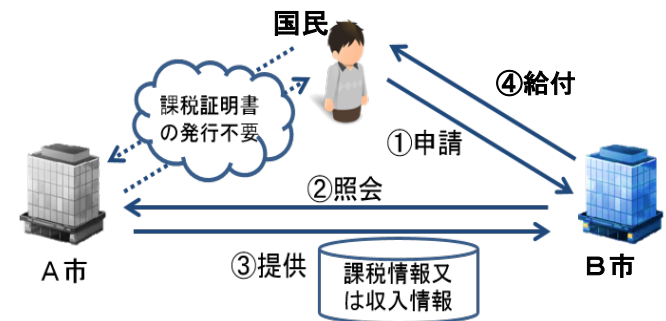 国民
課税証明書
の発行不要
④給付
①申請
②照会
A市
B市
③提供
課税情報又
は収入情報